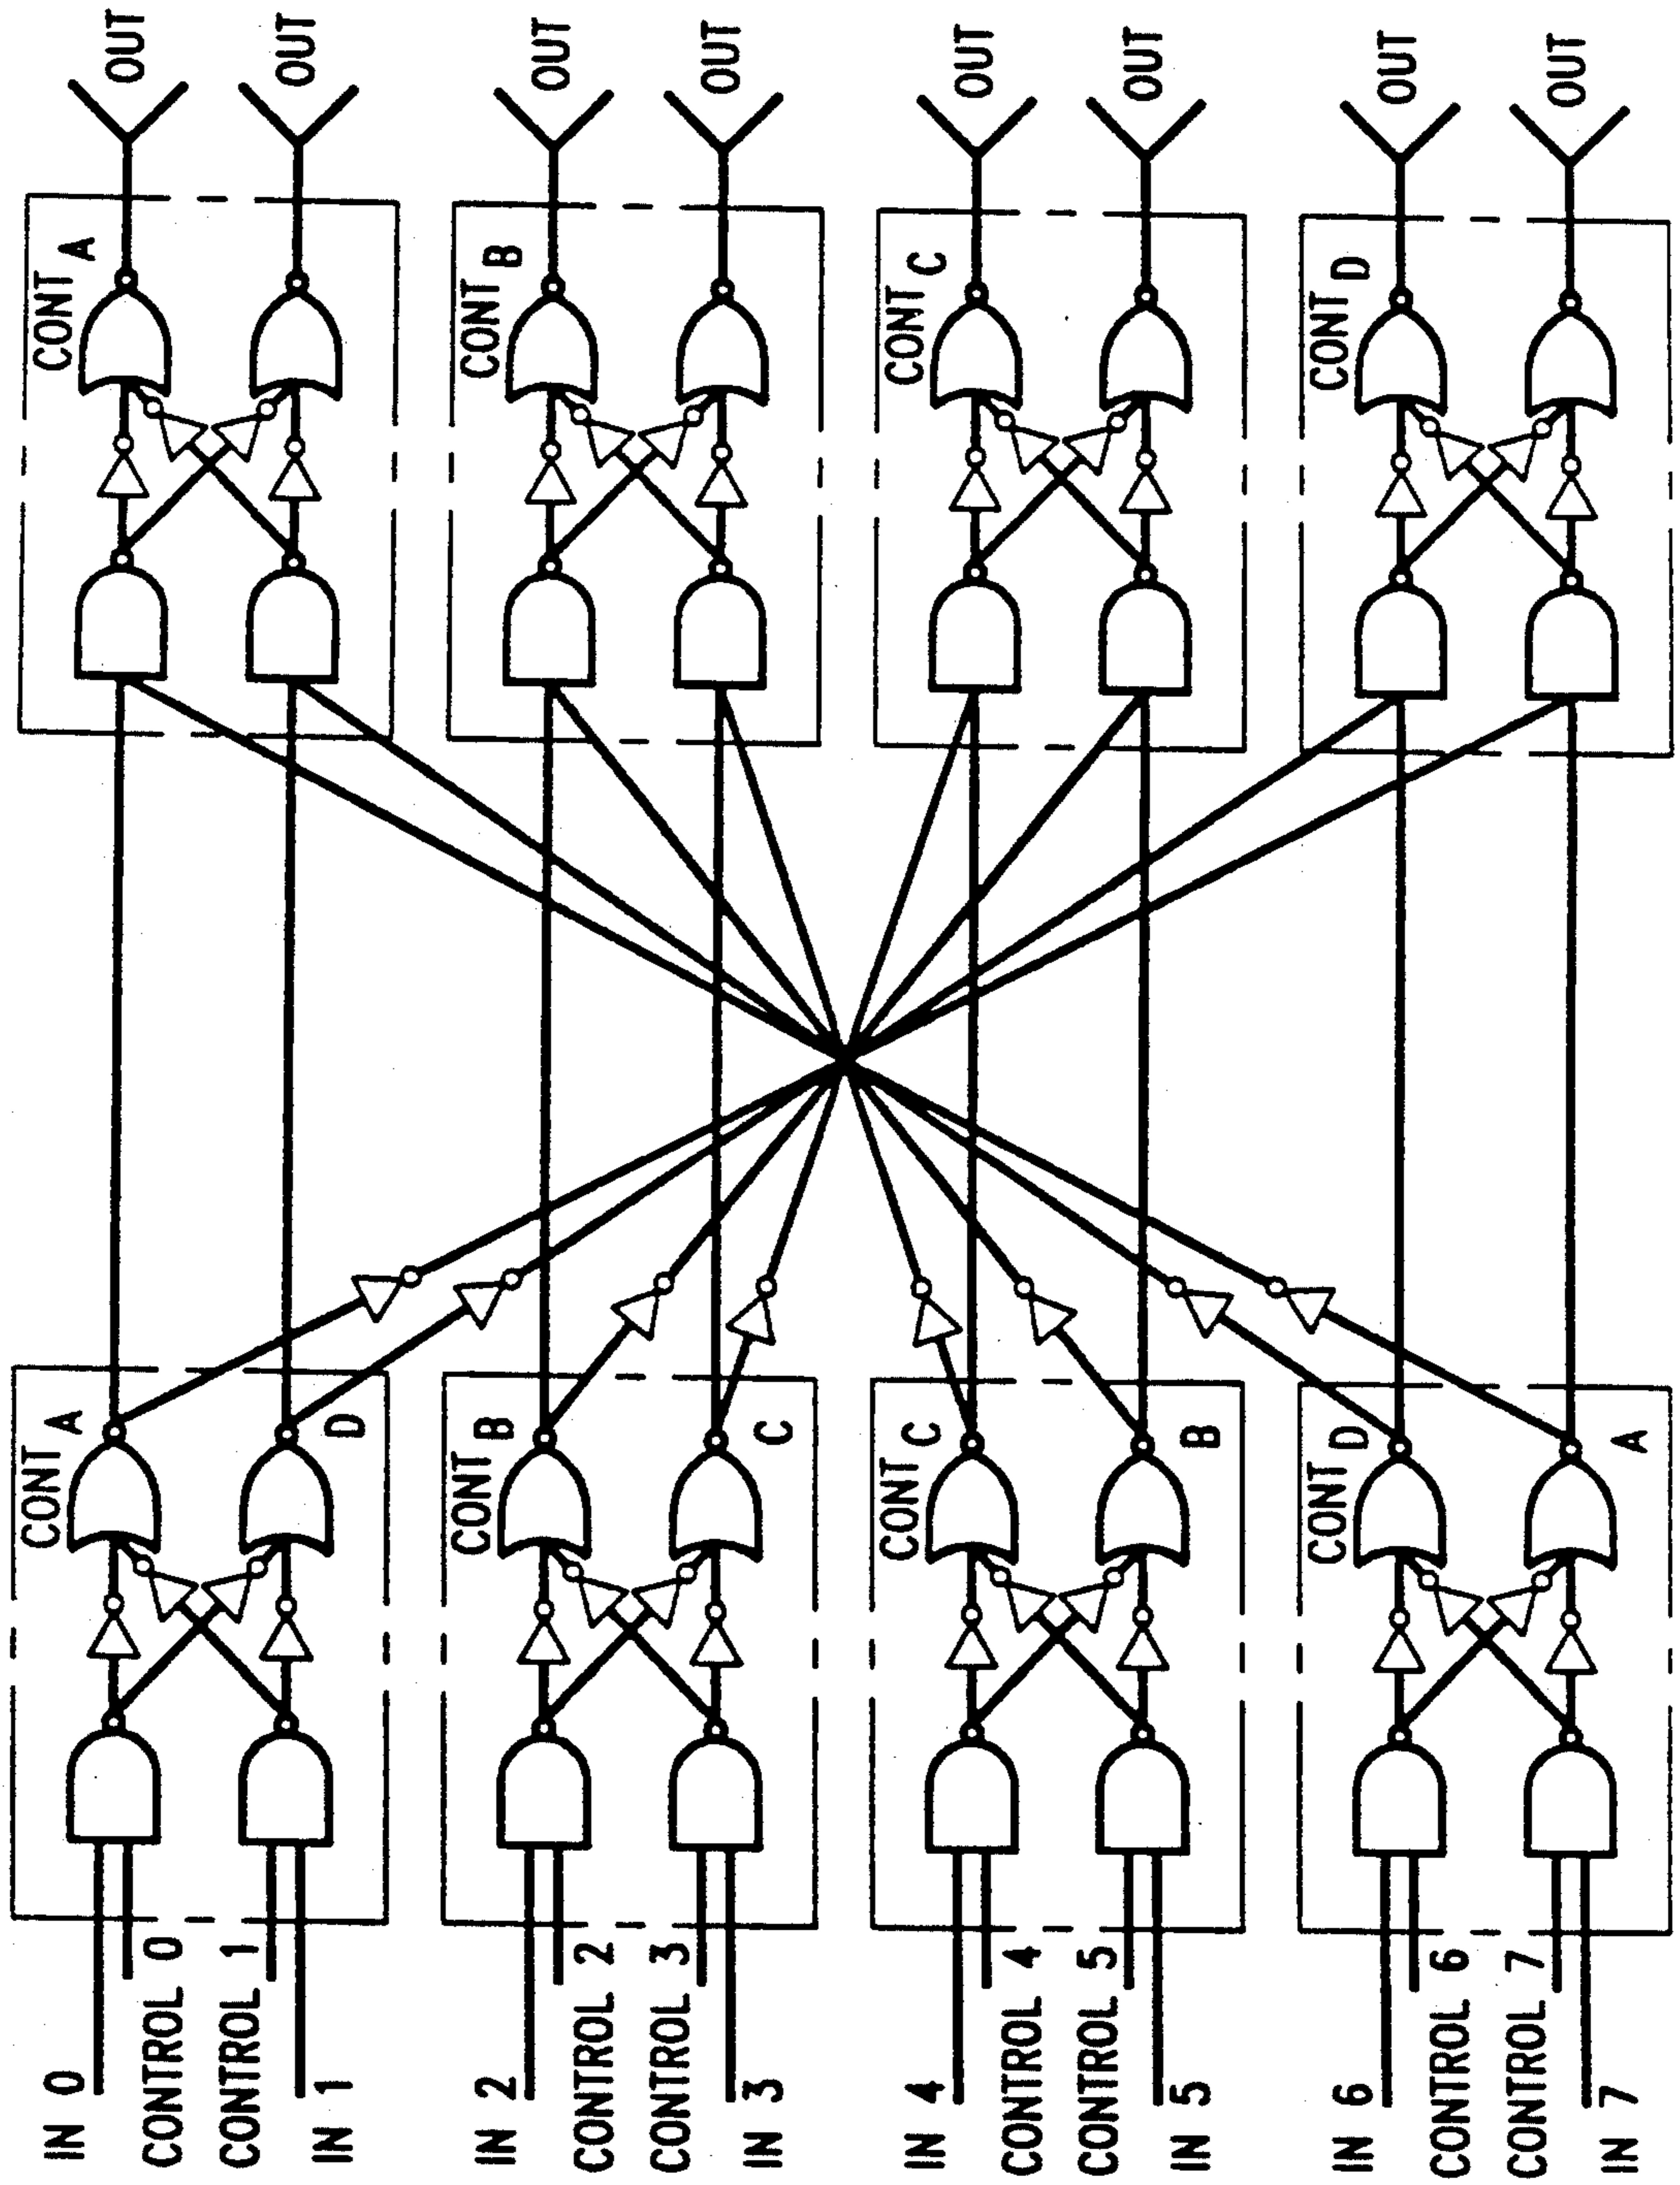 OUT
OUT
OUT
OUT
OUT
OUT
OUT
OUT
CONT A
CONT B
CONT C
CONT D
CONT A
D
CONT B
C
CONT C
B
CONT D
A
IN 0
CONTROL 0
CONTROL 1
IN 1
IN 2
CONTROL 2
CONTROL 3
IN 3
IN 4
CONTROL 4
CONTROL 5
IN 5
IN 6
CONTROL 6
CONTROL 7
IN 7